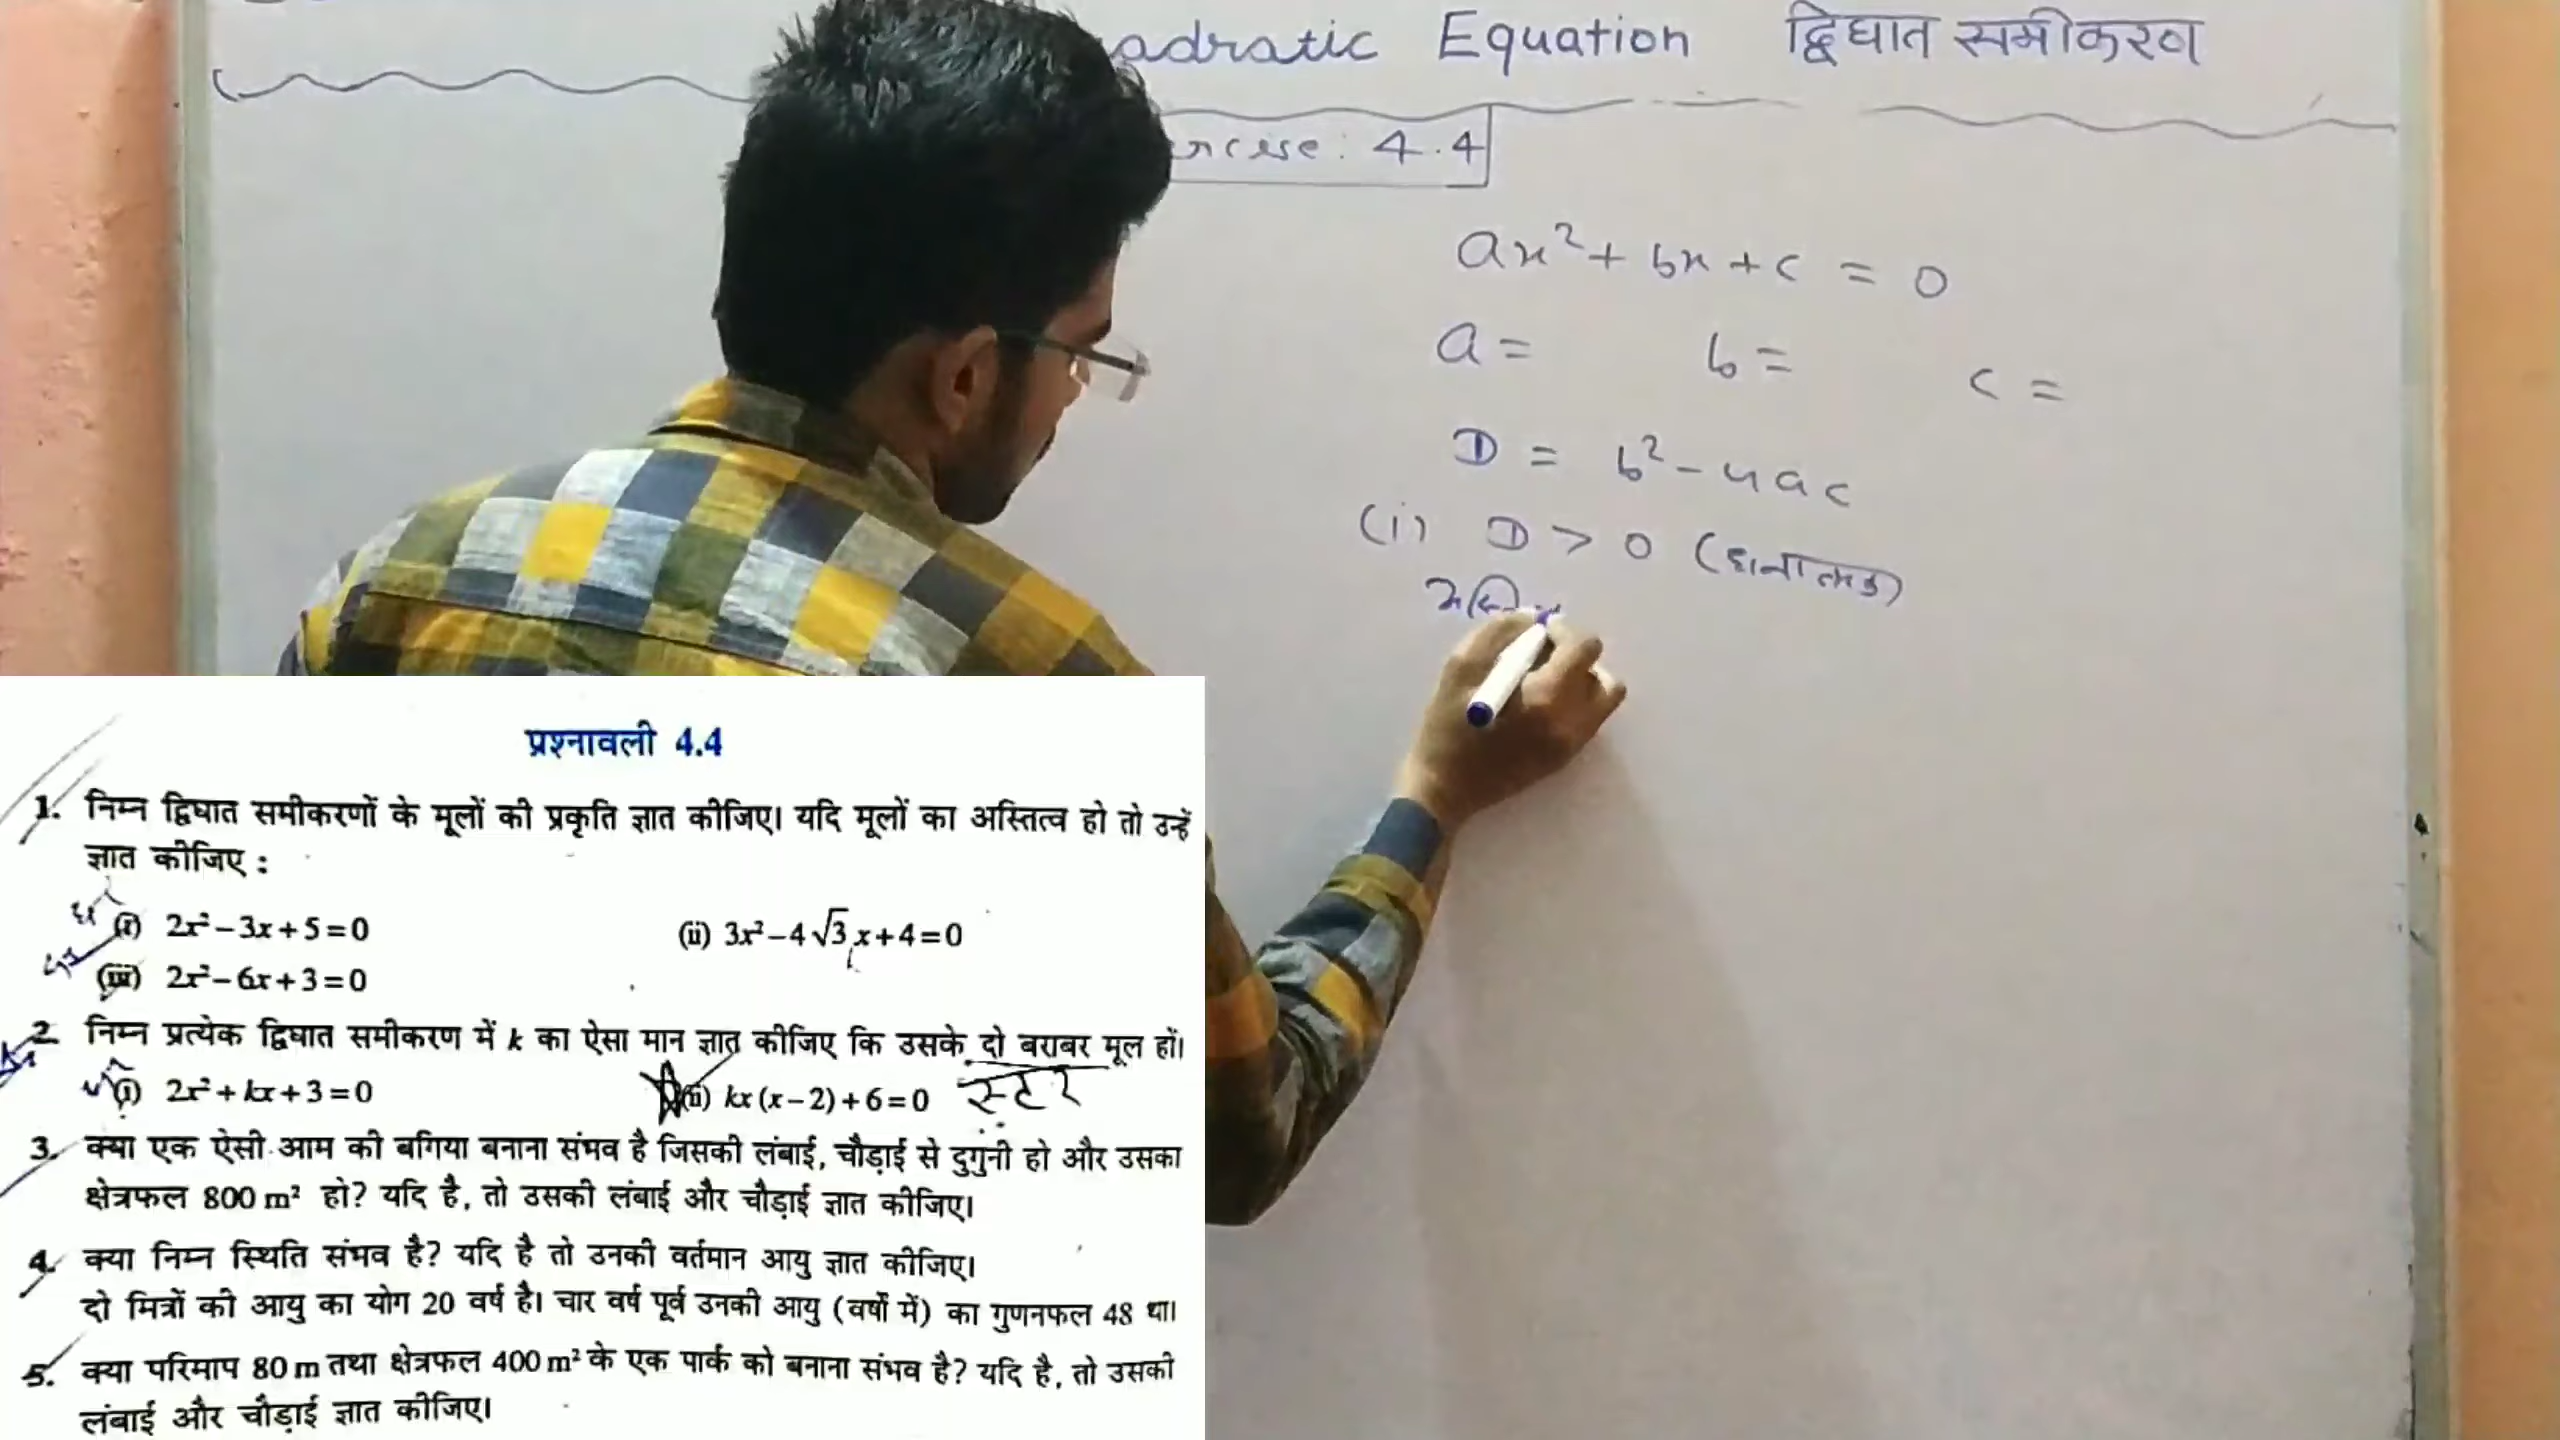 Equation द्विघात समीकरण
4.4
ax² + bx + c = 0
a = b = c =
D = b² - 4ac
(i) D > 0 (धनात्मक)
प्रश्नावली 4.4
1. निम्न द्विघात समीकरणों के मूलों की प्रकृति ज्ञात कीजिए। यदि मूलों का अस्तित्व हो तो उन्हें
ज्ञात कीजिए :
(i) 2x² – 3x + 5 = 0 (ii) 3x² – 4√3 x + 4 = 0
(iii) 2x² – 6x + 3 = 0
2. निम्न प्रत्येक द्विघात समीकरण में k का ऐसा मान ज्ञात कीजिए कि उसके दो बराबर मूल हों।
(i) 2x² + kx + 3 = 0 (ii) kx (x – 2) + 6 = 0 स्टार
3. क्या एक ऐसी आम की बगिया बनाना संभव है जिसकी लंबाई, चौड़ाई से दुगुनी हो और उसका
क्षेत्रफल 800 m² हो? यदि है, तो उसकी लंबाई और चौड़ाई ज्ञात कीजिए।
4. क्या निम्न स्थिति संभव है? यदि है तो उनकी वर्तमान आयु ज्ञात कीजिए।
दो मित्रों की आयु का योग 20 वर्ष है। चार वर्ष पूर्व उनकी आयु (वर्षों में) का गुणनफल 48 था।
5. क्या परिमाप 80 m तथा क्षेत्रफल 400 m² के एक पार्क को बनाना संभव है? यदि है, तो उसकी
लंबाई और चौड़ाई ज्ञात कीजिए।